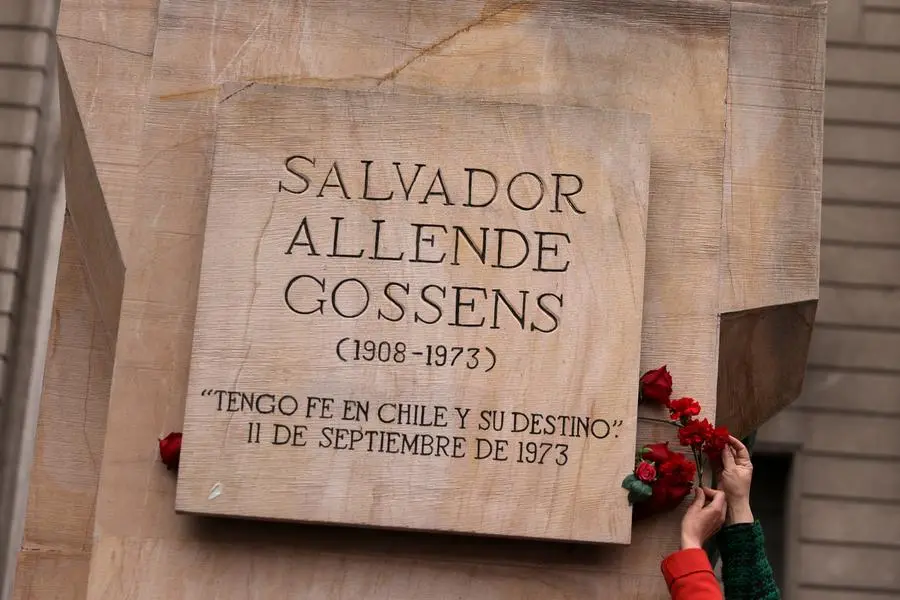 SALVADOR
ALLENDE
GOSSENS
(1908-1973)
"TENGO FE EN CHILE Y SU DESTINO".
11 DE SEPTIEMBRE DE 1973